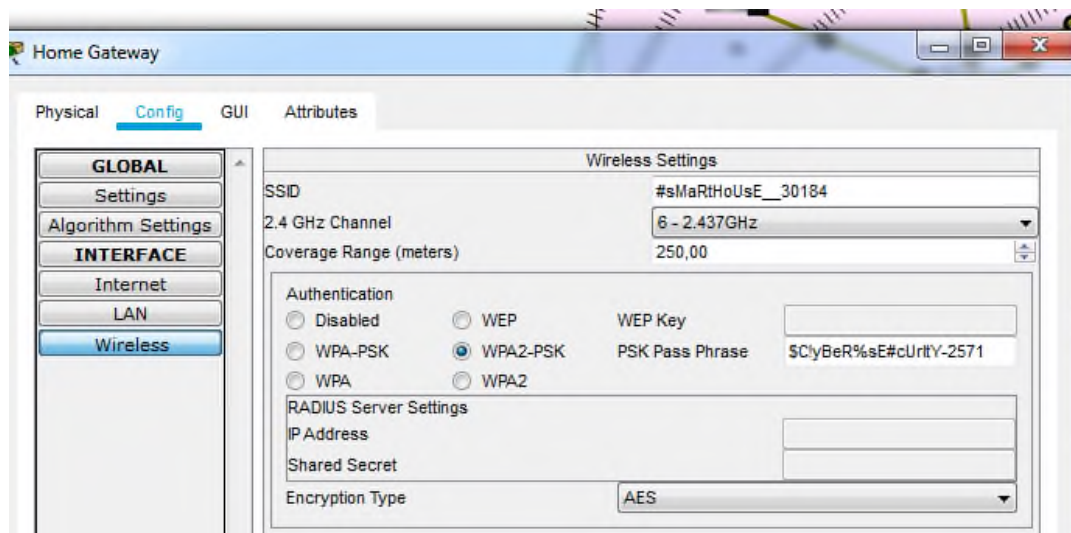 Home Gateway
Physical Config GUI Attributes
GLOBAL
Settings
Algorithm Settings
INTERFACE
Internet
LAN
Wireless
Wireless Settings
SSID #sMaRtHoUsE__30184
2.4 GHz Channel 6 - 2.437GHz
Coverage Range (meters) 250,00
Authentication
Disabled WEP WEP Key
WPA-PSK WPA2-PSK PSK Pass Phrase $C!yBeR%sE#cUrItY-2571
WPA WPA2
RADIUS Server Settings
IP Address
Shared Secret
Encryption Type AES